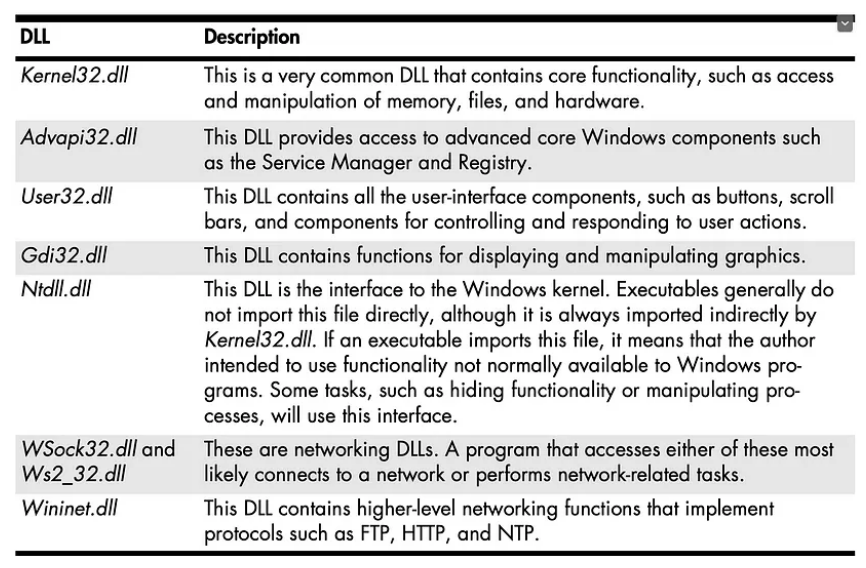 DLL Description
Kernel32.dll This is a very common DLL that contains core functionality, such as access
and manipulation of memory, files, and hardware.
Advapi32.dll This DLL provides access to advanced core Windows components such
as the Service Manager and Registry.
User32.dll This DLL contains all the user-interface components, such as buttons, scroll
bars, and components for controlling and responding to user actions.
Gdi32.dll This DLL contains functions for displaying and manipulating graphics.
Ntdll.dll This DLL is the interface to the Windows kernel. Executables generally do
not import this file directly, although it is always imported indirectly by
Kernel32.dll. If an executable imports this file, it means that the author
intended to use functionality not normally available to Windows pro-
grams. Some tasks, such as hiding functionality or manipulating pro-
cesses, will use this interface.
WSock32.dll and These are networking DLLs. A program that accesses either of these most
Ws2_32.dll likely connects to a network or performs network-related tasks.
Wininet.dll This DLL contains higher-level networking functions that implement
protocols such as FTP, HTTP, and NTP.